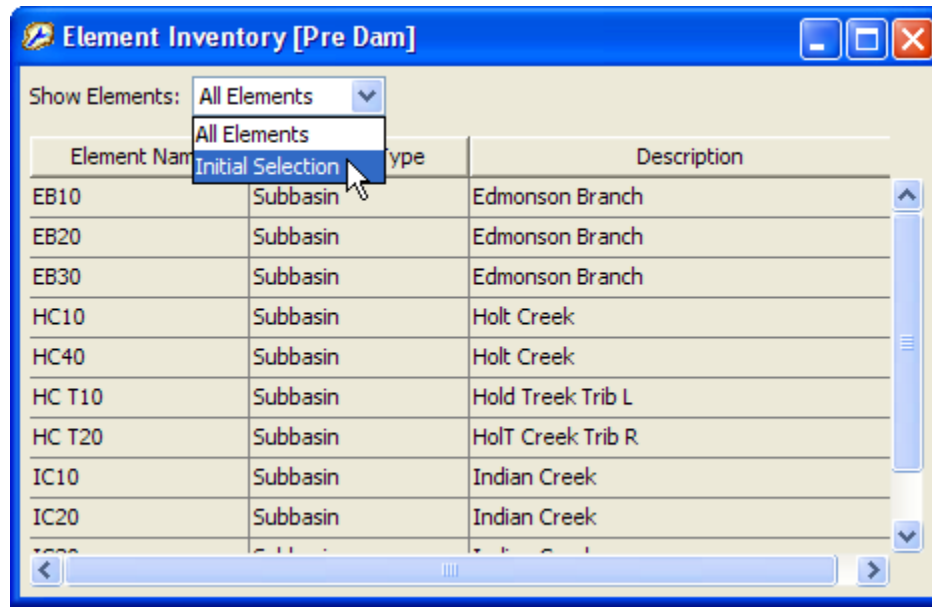 Element Inventory [Pre Dam]
Show Elements: All Elements
All Elements
Initial Selection
Element Nam ype Description
EB10 Subbasin Edmonson Branch
EB20 Subbasin Edmonson Branch
EB30 Subbasin Edmonson Branch
HC10 Subbasin Holt Creek
HC40 Subbasin Holt Creek
HC T10 Subbasin Hold Treek Trib L
HC T20 Subbasin HolT Creek Trib R
IC10 Subbasin Indian Creek
IC20 Subbasin Indian Creek